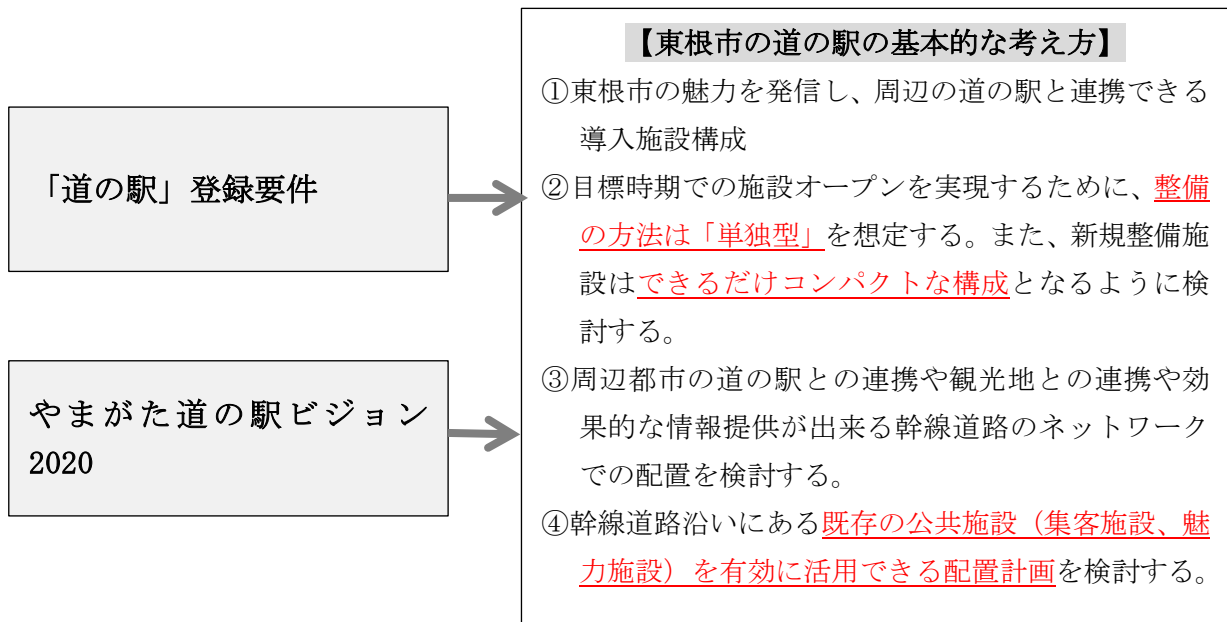 「道の駅」登録要件
やまがた道の駅ビジョン
2020
【東根市の道の駅の基本的な考え方】
①東根市の魅力を発信し、周辺の道の駅と連携できる
導入施設構成
②目標時期での施設オープンを実現するために、整備
の方法は「単独型」を想定する。また、新規整備施
設はできるだけコンパクトな構成となるように検
討する。
③周辺都市の道の駅との連携や観光地との連携や効
果的な情報提供が出来る幹線道路のネットワーク
での配置を検討する。
④幹線道路沿いにある既存の公共施設（集客施設、魅
力施設）を有効に活用できる配置計画を検討する。